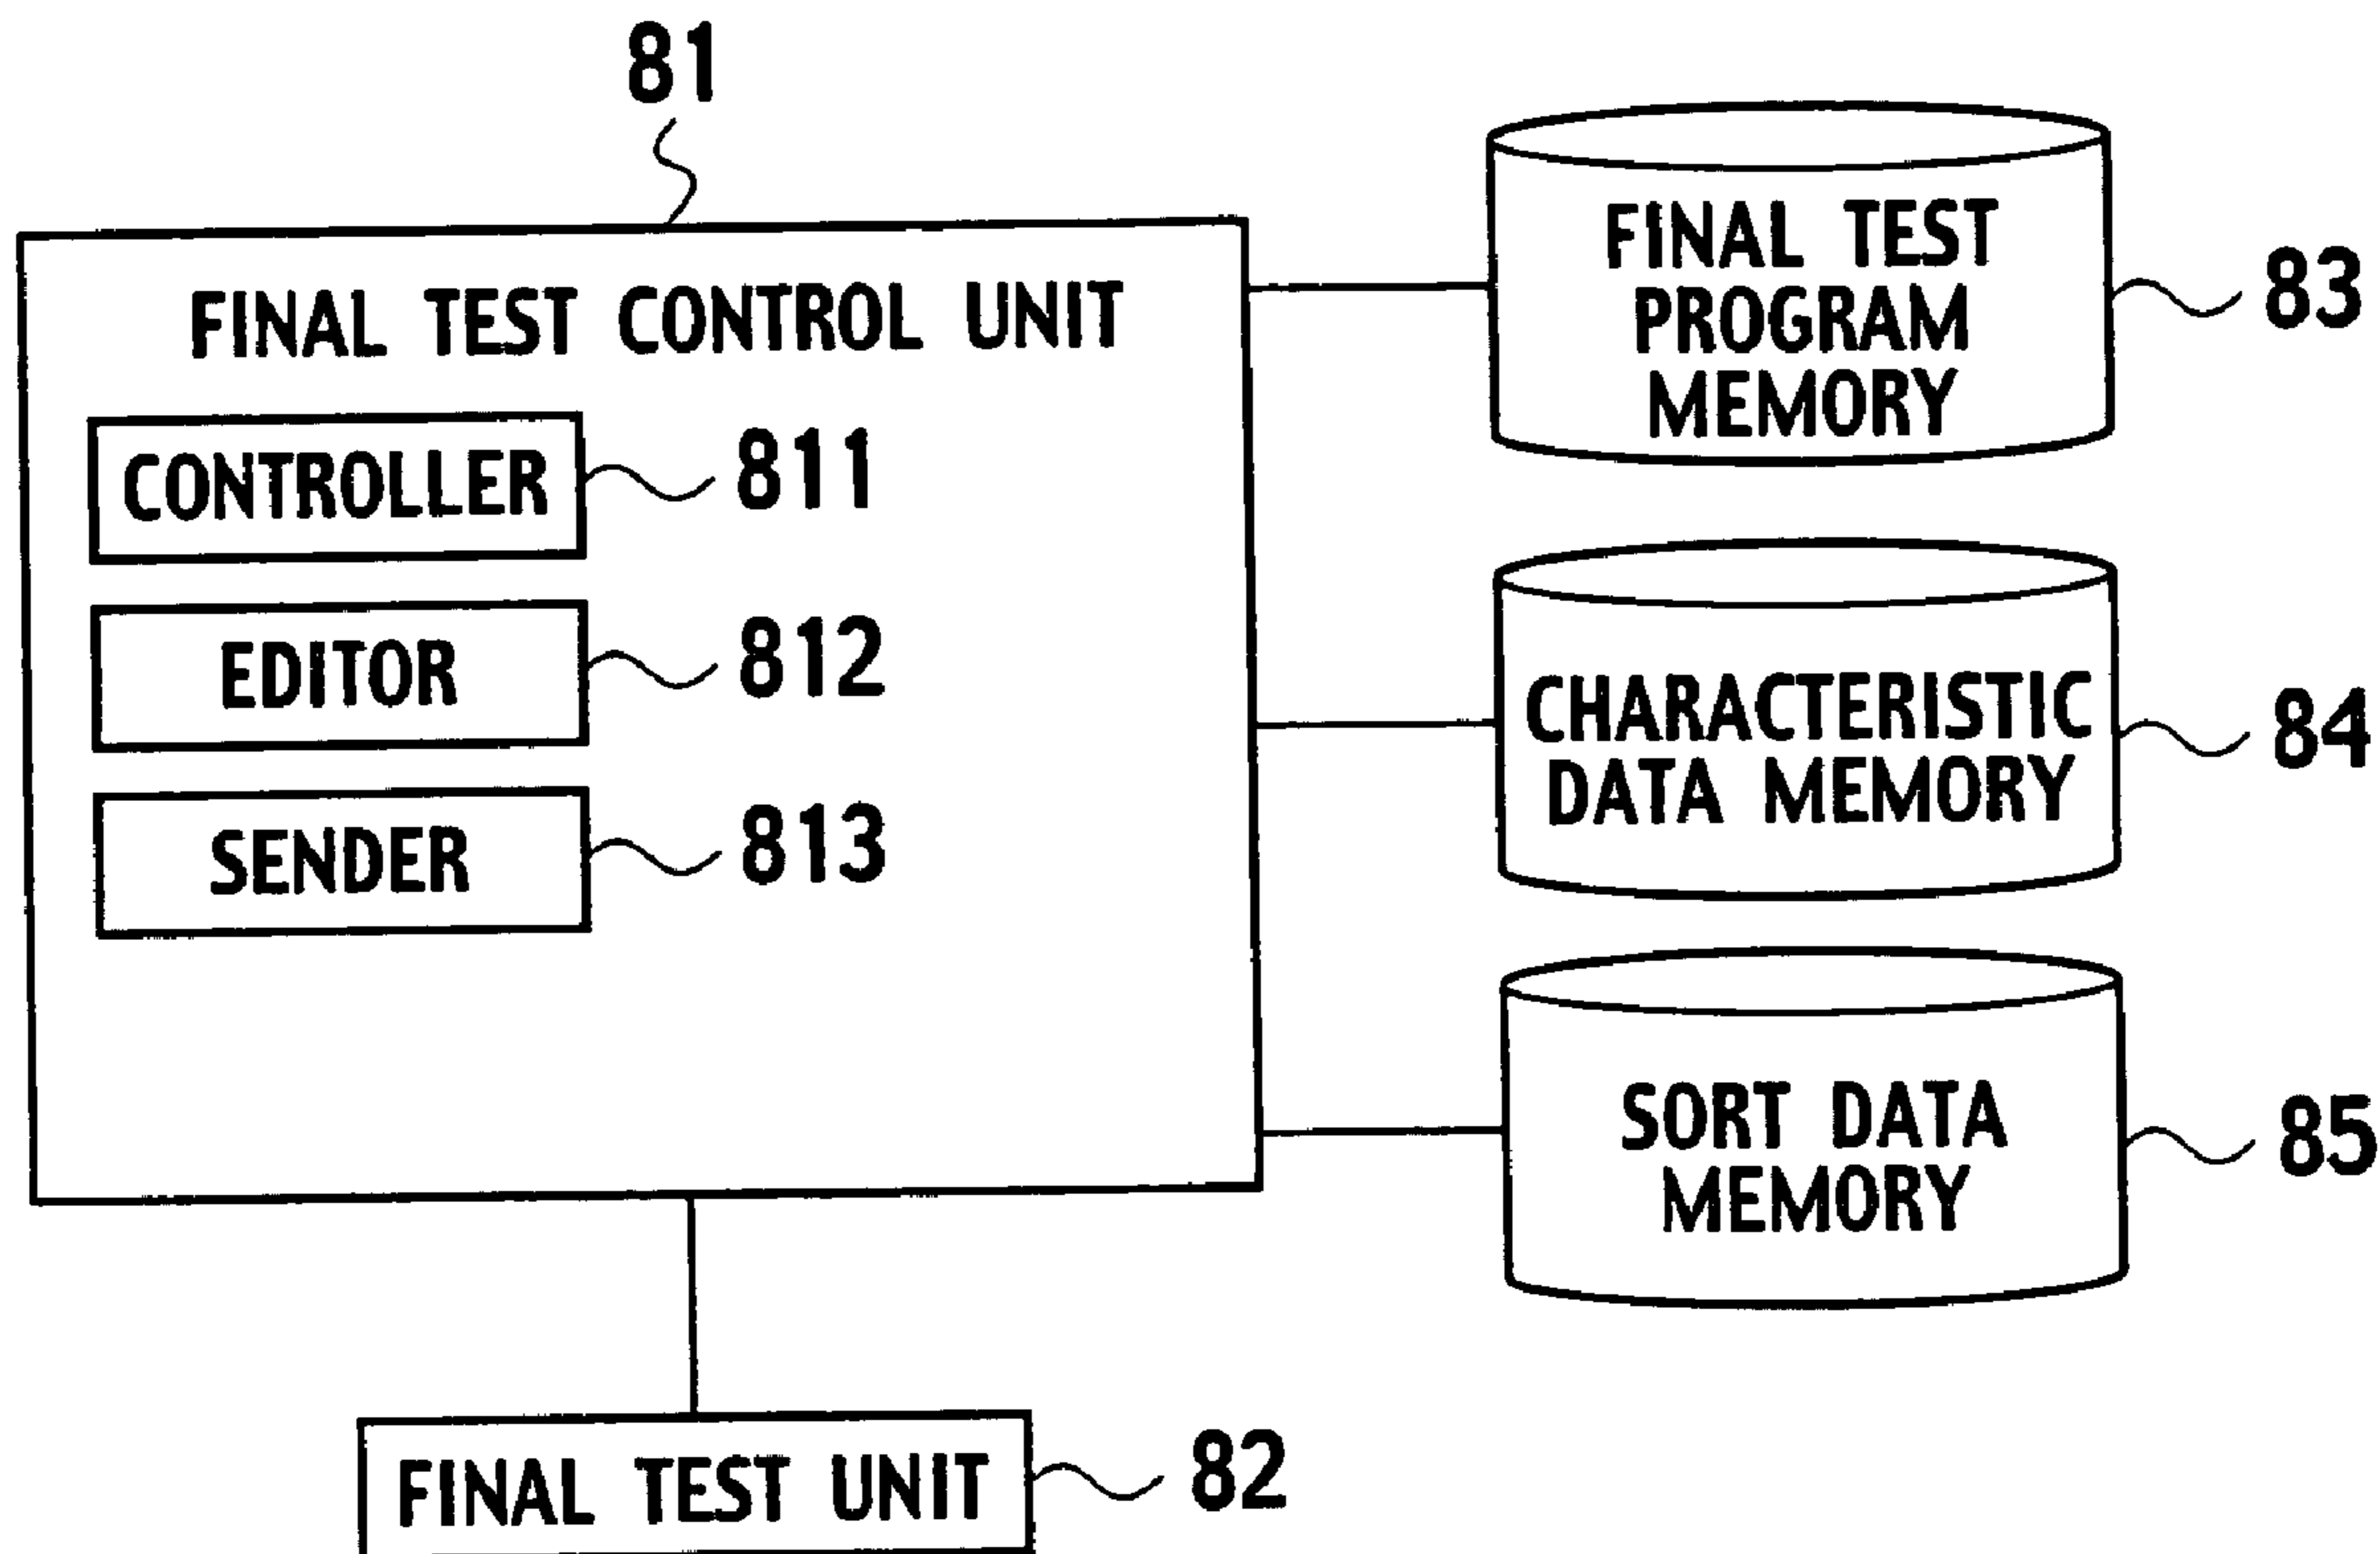 81
FINAL TEST CONTROL UNIT
CONTROLLER
811
EDITOR
812
SENDER
813
FINAL TEST
PROGRAM
MEMORY
83
CHARACTERISTIC
DATA MEMORY
84
SORT DATA
MEMORY
85
FINAL TEST UNIT
82